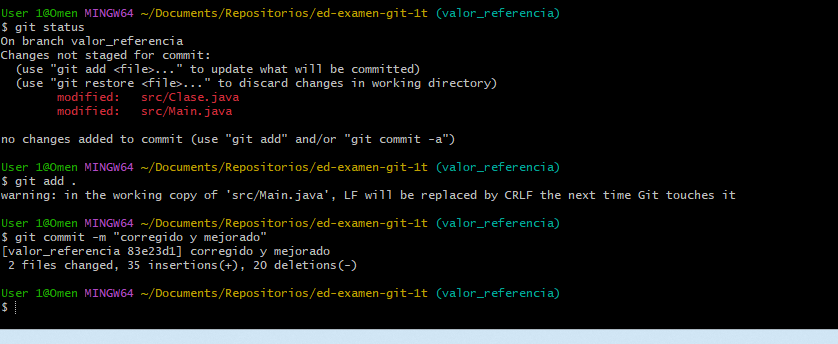 User 1@Omen MINGW64 ~/Documents/Repositorios/ed-examen-git-1t (valor_referencia)
$ git status
On branch valor_referencia
Changes not staged for commit:
  (use "git add <file>..." to update what will be committed)
  (use "git restore <file>..." to discard changes in working directory)
        modified:   src/Clase.java
        modified:   src/Main.java

no changes added to commit (use "git add" and/or "git commit -a")

User 1@Omen MINGW64 ~/Documents/Repositorios/ed-examen-git-1t (valor_referencia)
$ git add .
warning: in the working copy of 'src/Main.java', LF will be replaced by CRLF the next time Git touches it

User 1@Omen MINGW64 ~/Documents/Repositorios/ed-examen-git-1t (valor_referencia)
$ git commit -m "corregido y mejorado"
[valor_referencia 83e23d1] corregido y mejorado
 2 files changed, 35 insertions(+), 20 deletions(-)

User 1@Omen MINGW64 ~/Documents/Repositorios/ed-examen-git-1t (valor_referencia)
$